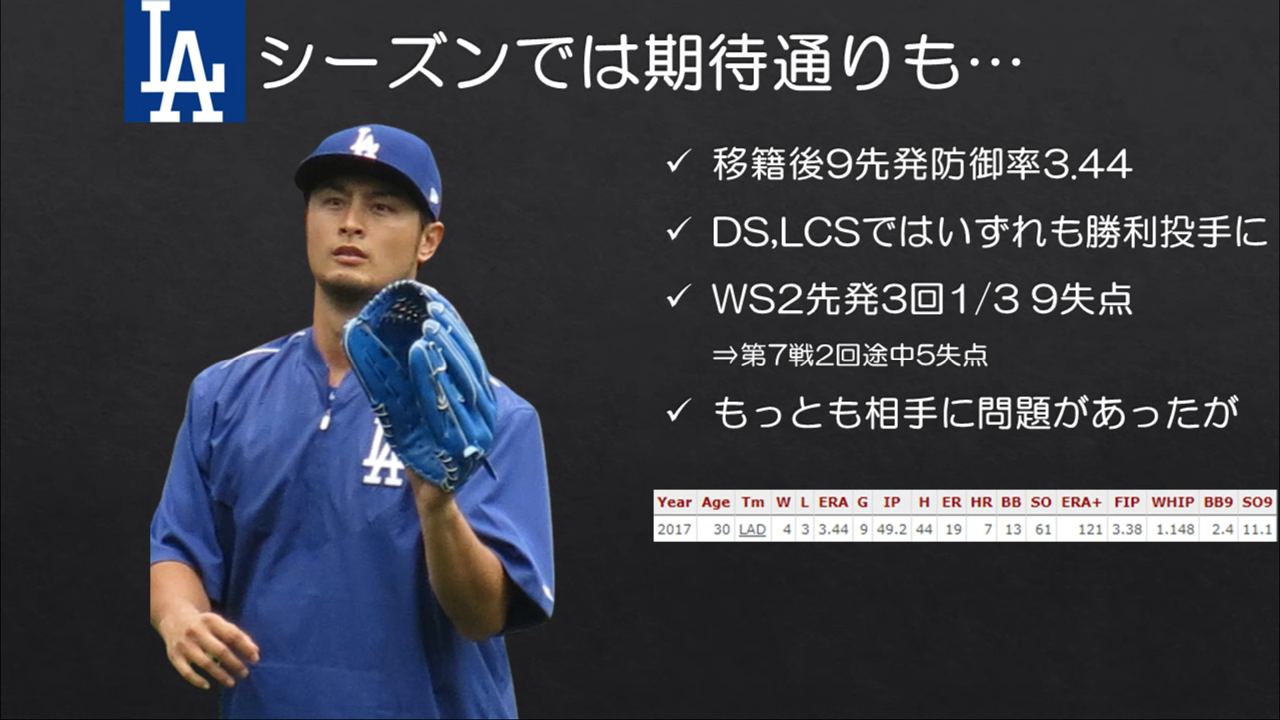 LA シーズンでは期待通りも…
✓ 移籍後9先発防御率3.44
✓ DS,LCSではいずれも勝利投手に
✓ WS2先発3回1/3 9失点
⇒第7戦2回途中5失点
✓ もっとも相手に問題があったが
LA
LA
Year Age Tm W L ERA G IP H ER HR BB SO ERA+ FIP WHIP BB9 SO9
2017 30 LAD 4 3 3.44 9 49.2 44 19 7 13 61 121 3.38 1.148 2.4 11.1